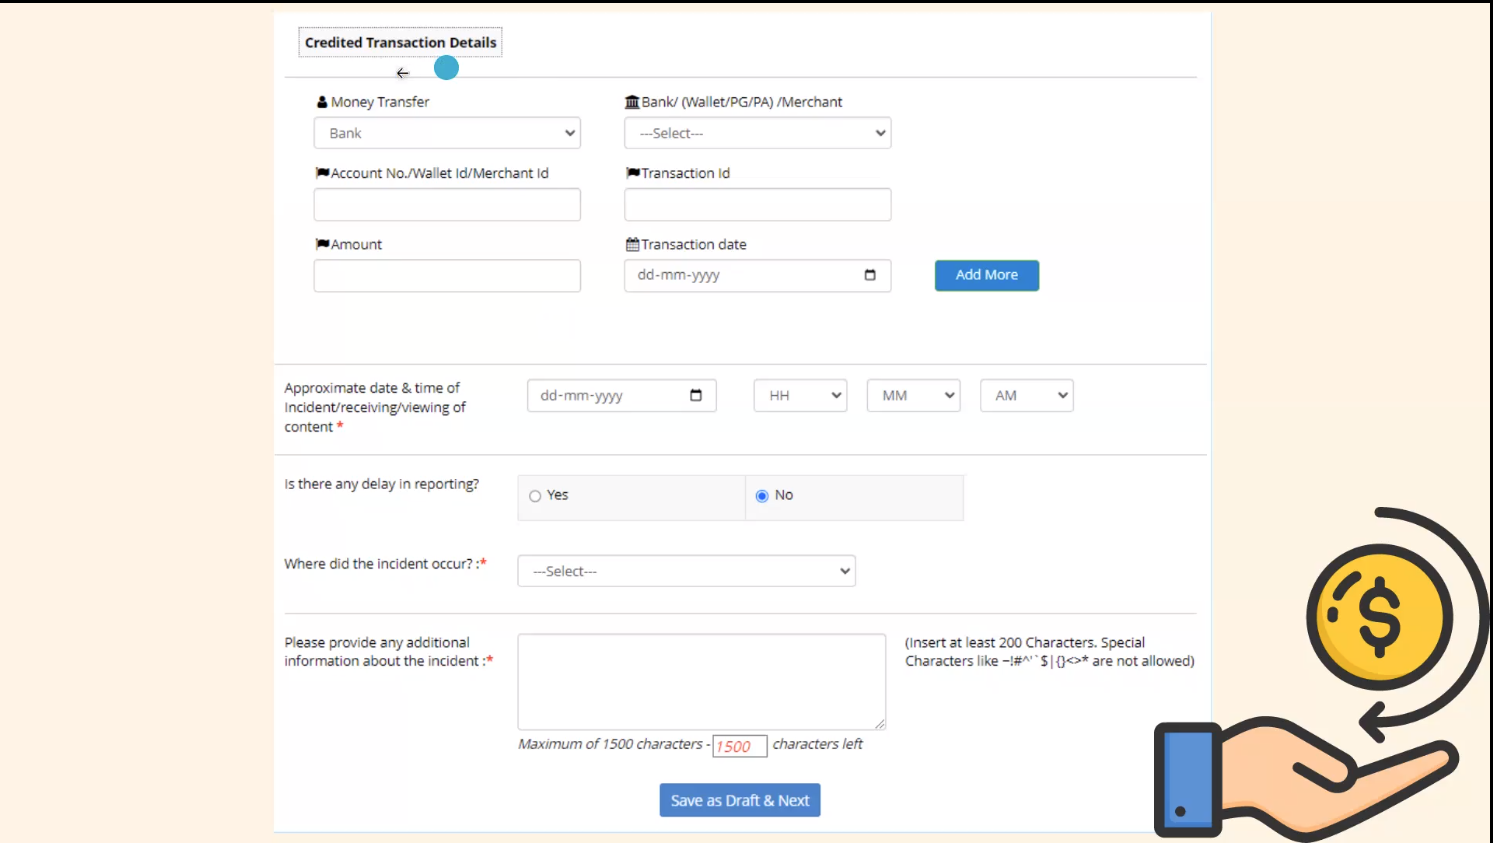 Credited Transaction Details
Money Transfer
Bank/ (Wallet/PG/PA) /Merchant
Bank
---Select---
Account No./Wallet Id/Merchant Id
Transaction Id
Amount
Transaction date
dd-mm-yyyy
Add More
Approximate date & time of
Incident/receiving/viewing of
content *
dd-mm-yyyy
HH
MM
AM
Is there any delay in reporting?
Yes
No
Where did the incident occur? :*
---Select---
Please provide any additional
information about the incident :*
(Insert at least 200 Characters. Special
Characters like ~!#^'`$|{}<>* are not allowed)
Maximum of 1500 characters - 1500 characters left
Save as Draft & Next
$